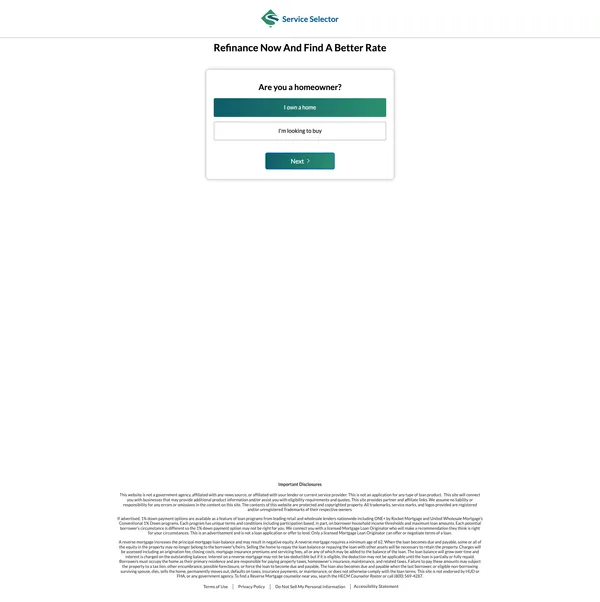 Service Selector
Refinance Now And Find A Better Rate
Are you a homeowner?
I own a home
I'm looking to buy
Next
Important Disclosures
This website is not a government agency, affiliated with any news source, or affiliated with your lender or current service provider. This is not an application for any type of loan product. This site will connect
you with businesses that may provide additional product information and/or assist you with eligibility requirements and quotes. This site provides partner and affiliate links. We assume no liability or
responsibility for any errors or omissions in the content on this site. The contents of this website are protected and copyrighted property. All trademarks, service marks, and logos provided are registered
and/or unregistered Trademarks of their respective owners
If advertised, 1% down payment options are available as a feature of loan programs from leading retail and wholesale lenders nationwide including ONE+ by Rocket Mortgage and United Wholesale Mortgage's
Conventional 1% Down programs. Each program has unique terms and conditions including participation based, in part, on borrower household income thresholds and maximum loan amounts. Each potential
borrower's circumstance is different so the 1% down payment option may not be right for you. We connect you with a licensed Mortgage Loan Originator who will make a recommendation they think is right
for your circumstances. This is an advertisement and is not a loan application or offer to lend. Only a licensed Mortgage Loan Originator can offer or negotiate terms of a loan.
A reverse mortgage increases the principal mortgage loan balance and may result in negative equity. A reverse mortgage requires a minimum age of 62. When the loan becomes due and payable, some or all of
the equity in the property may no longer belong to the borrower / heirs. Selling the home to repay the loan balance or repaying the loan with other assets will be necessary to retain the property. Charges will
be assessed including an origination fee, closing costs, mortgage insurance premiums and servicing fees, all or any of which may be added to the balance of the loan. The loan balance will grow over time and
interest is charged on the outstanding balance. Interest on a reverse mortgage may not be tax deductible but if it is eligible, the deduction may not be applicable until the loan is partially or fully repaid.
Borrowers must occupy the home as their primary residence and are responsible for paying property taxes, homeowner's insurance, maintenance, and related taxes. Failure to pay these amounts may subject
the property to a tax lien, other encumbrance, possible foreclosure, or force the loan to become due and payable. The loan also becomes due and payable when the last borrower, or eligible non-borrowing
surviving spouse, dies, sells the home, permanently moves out, defaults on taxes, insurance payments, or maintenance, or does not otherwise comply with the loan terms. This site is not endorsed by HUD or
FHA, or any government agency. To find a Reverse Mortgage counselor near you, search the HECM Counselor Roster or call (800) 569-4287.
Terms of Use | Privacy Policy | Do Not Sell My Personal Information | Accessibility Statement